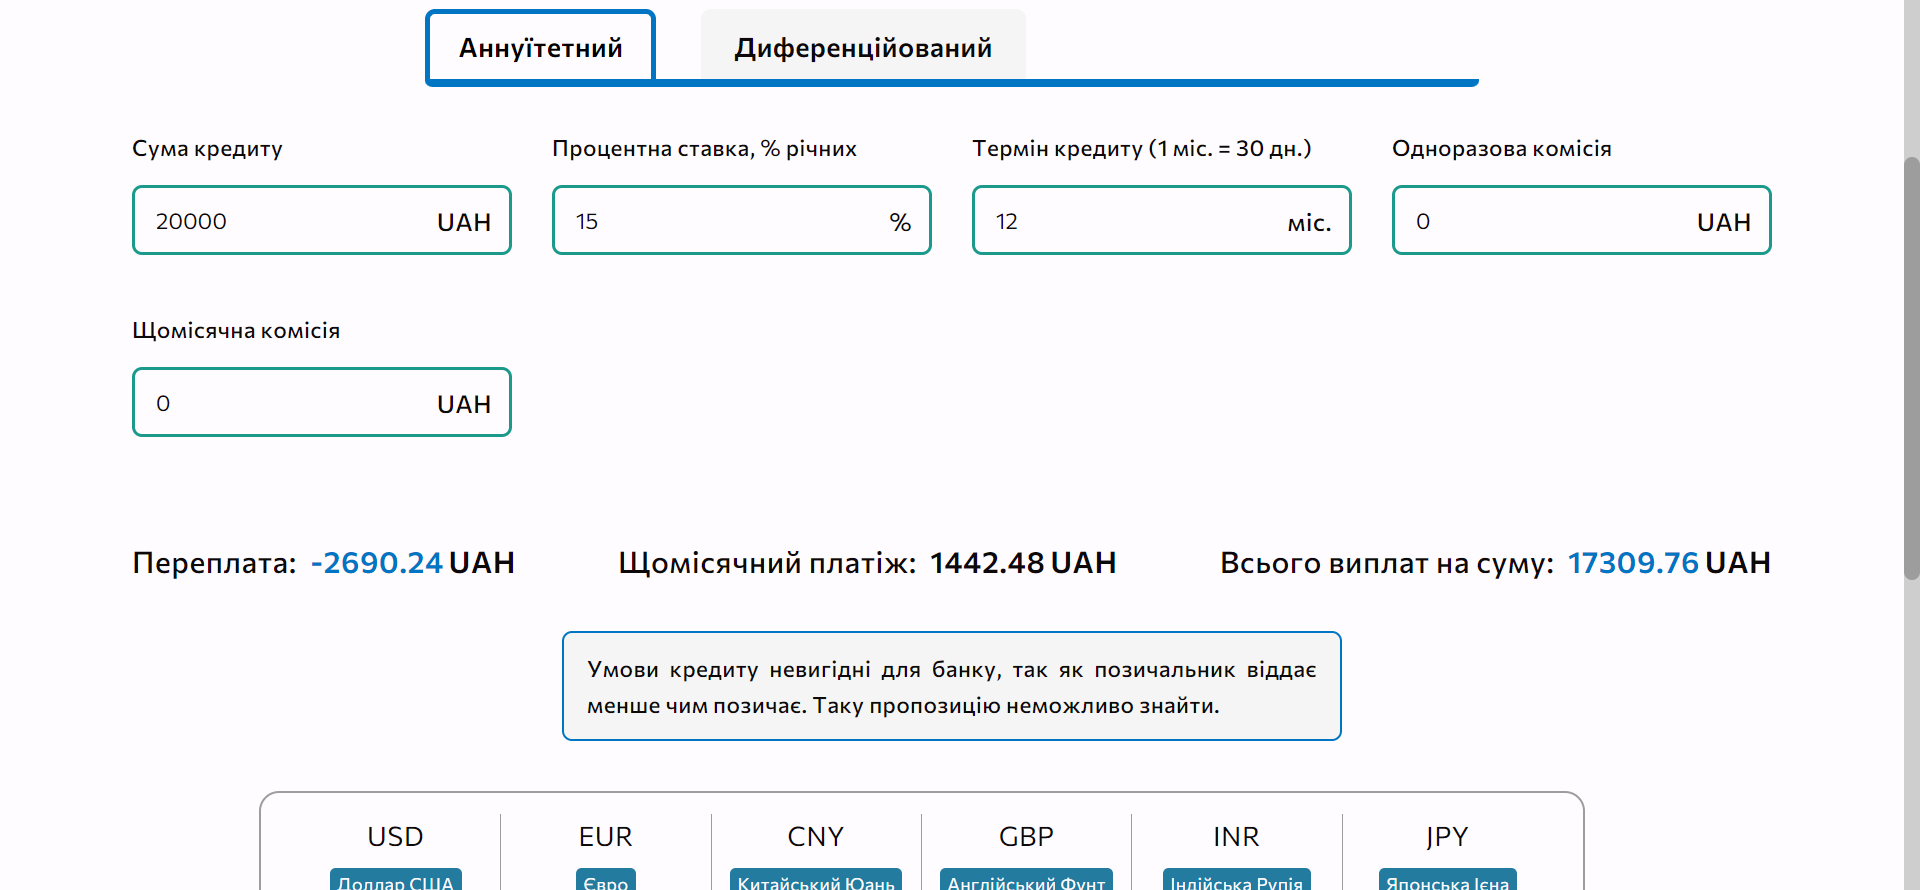 Аннуїтетний Диференційований
Сума кредиту Процентна ставка, % річних Термін кредиту (1 міс. = 30 дн.) Одноразова комісія
20000 UAH 15 % 12 міс. 0 UAH
Щомісячна комісія
0 UAH
Переплата: -2690.24 UAH Щомісячний платіж: 1442.48 UAH Всього виплат на суму: 17309.76 UAH
Умови кредиту невигідні для банку, так як позичальник віддає
менше чим позичає. Таку пропозицію неможливо знайти.
USD EUR CNY GBP INR JPY
Доллар США Євро Китайський Юань Англійський Фунт Індійська Рупія Японська Ієна